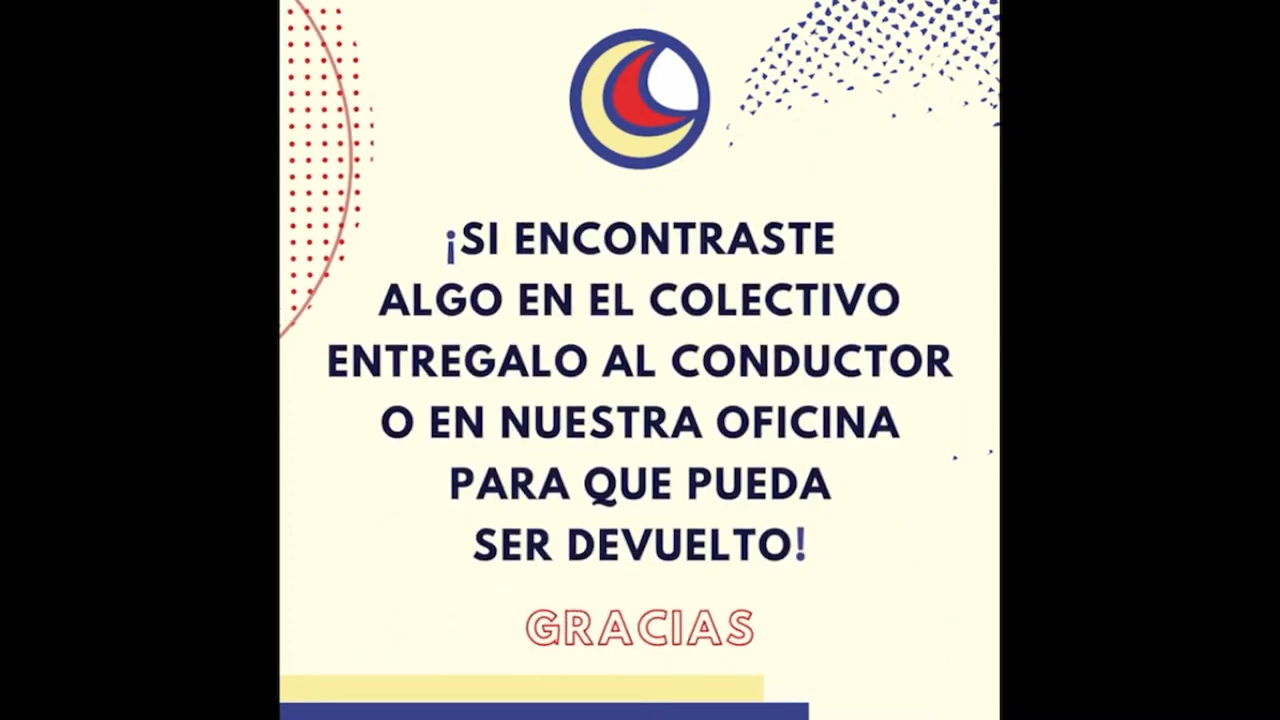 ¡SI ENCONTRASTE
ALGO EN EL COLECTIVO
ENTREGALO AL CONDUCTOR
O EN NUESTRA OFICINA
PARA QUE PUEDA
SER DEVUELTO!
GRACIAS